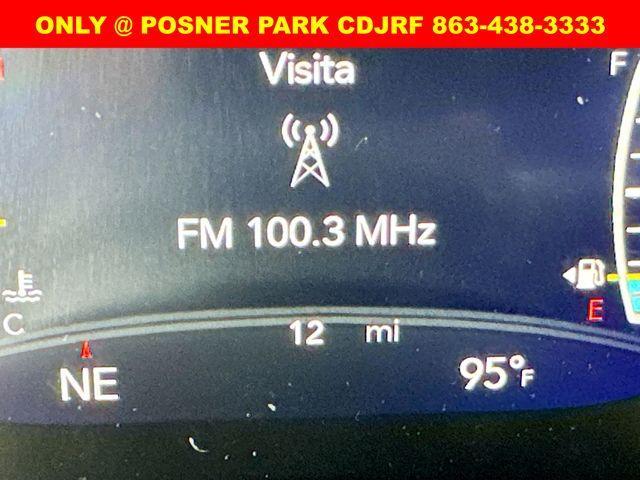 ONLY @ POSNER PARK CDJRF 863-438-3333
Visita
F
FM 100.3 MHz
C
E
12 mi
NE
95°F